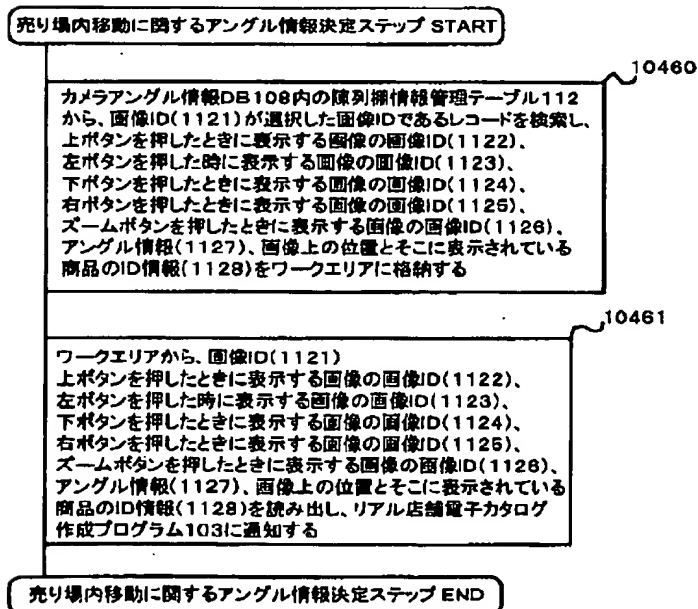 売り場内移動に関するアングル情報決定ステップ START
10460
カメラアングル情報DB108内の陳列棚情報管理テーブル112
から、画像ID(1121)が選択した画像IDであるレコードを検索し、
上ボタンを押したときに表示する画像の画像ID(1122)、
左ボタンを押した時に表示する画像の画像ID(1123)、
下ボタンを押したときに表示する画像の画像ID(1124)、
右ボタンを押したときに表示する画像の画像ID(1125)、
ズームボタンを押したときに表示する画像の画像ID(1126)、
アングル情報(1127)、画像上の位置とそこに表示されている
商品のID情報(1128)をワークエリアに格納する
10461
ワークエリアから、画像ID(1121)
上ボタンを押したときに表示する画像の画像ID(1122)、
左ボタンを押した時に表示する画像の画像ID(1123)、
下ボタンを押したときに表示する画像の画像ID(1124)、
右ボタンを押したときに表示する画像の画像ID(1125)、
ズームボタンを押したときに表示する画像の画像ID(1126)、
アングル情報(1127)、画像上の位置とそこに表示されている
商品のID情報(1128)を読み出し、リアル店舗電子カタログ
作成プログラム103に通知する
売り場内移動に関するアングル情報決定ステップ END